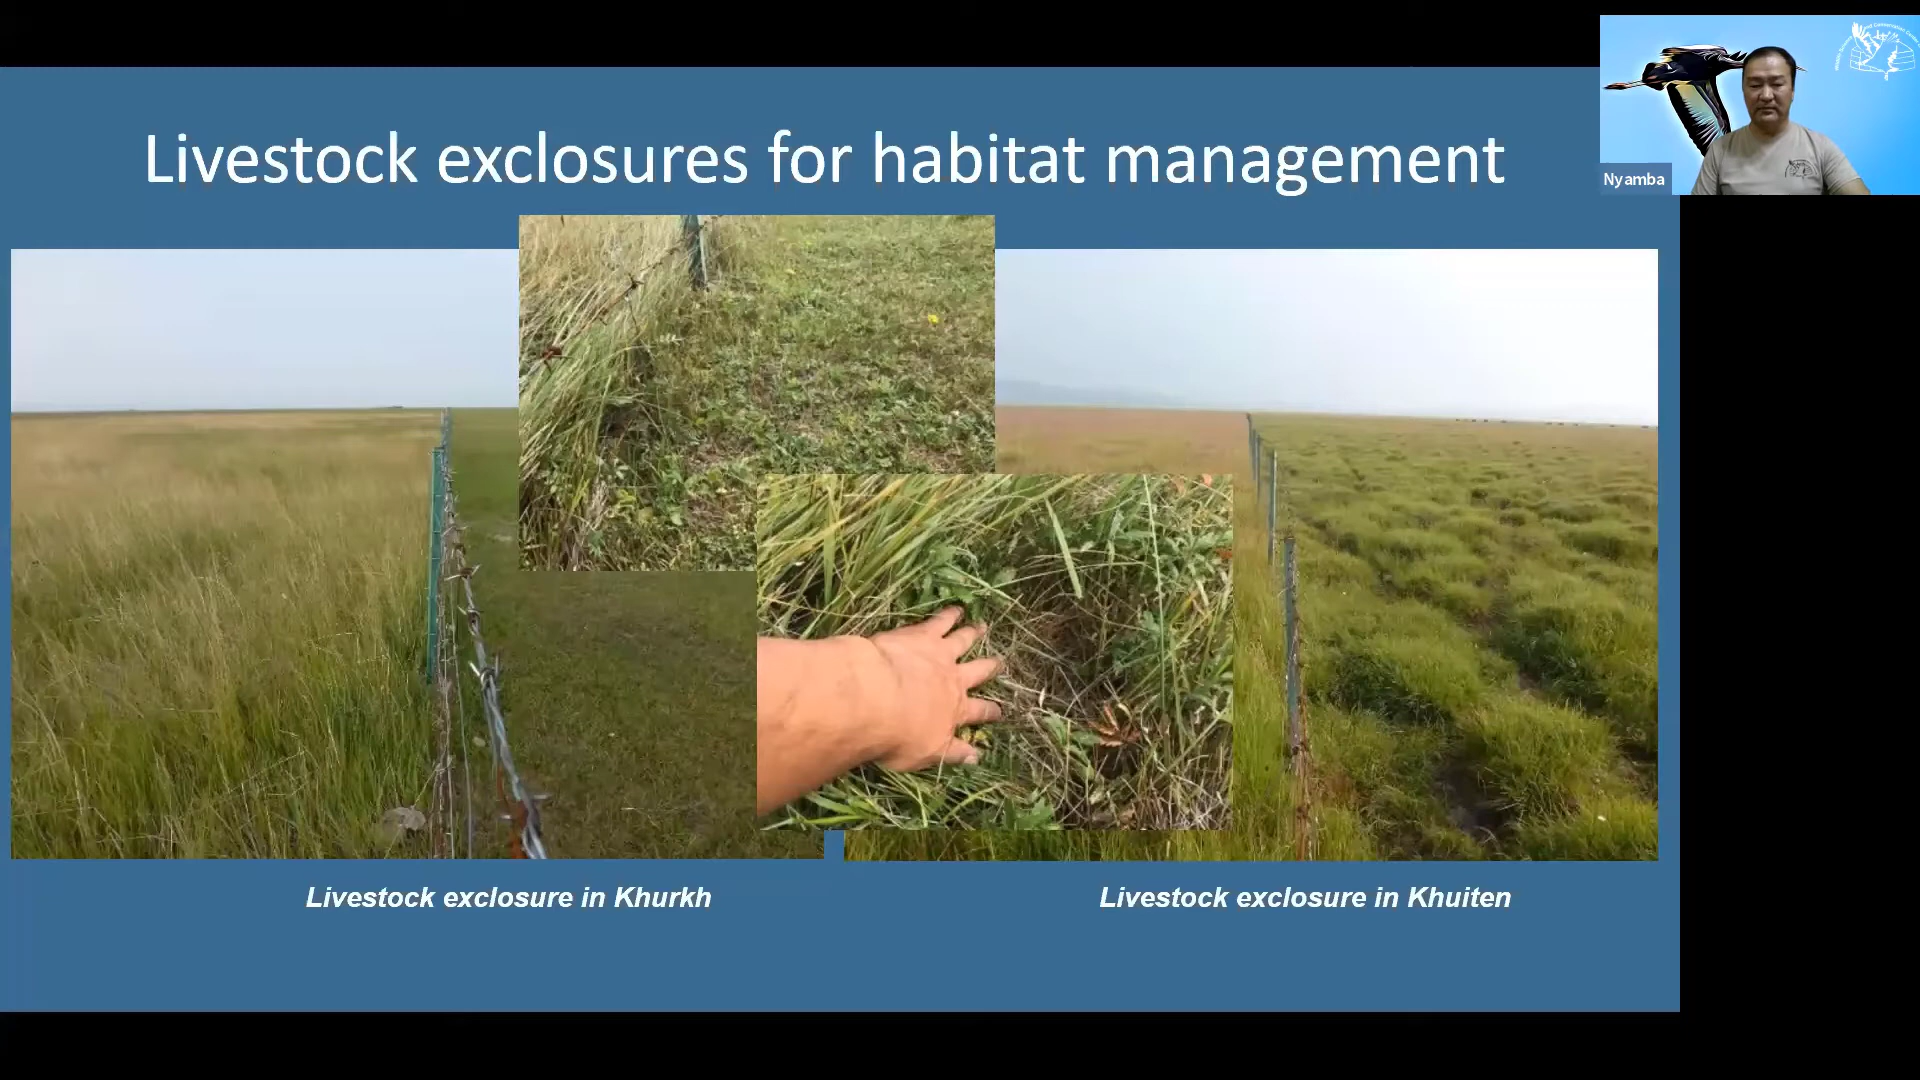 Livestock exclosures for habitat management
Nyamba
Livestock exclosure in Khurkh
Livestock exclosure in Khuiten